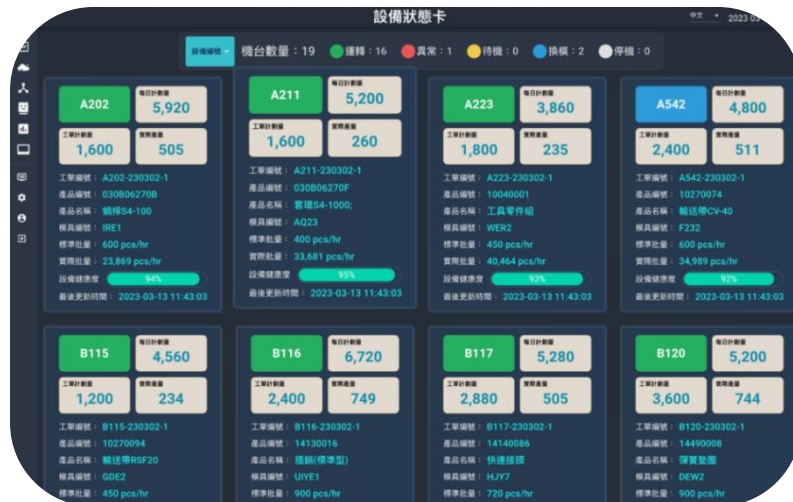 設備狀態卡
中文
2023 03
設備編號
機台數量：19 運轉：16 異常：1 待機：0 換模：2 停機：0
A202
每日計劃量
5,920
工單計劃量
1,600
實際產量
505
工單編號： A202-230302-1
產品編號： 030B06270B
產品名稱： 蝸桿S4-100
模具編號： IRE1
標準批量： 600 pcs/hr
實際批量： 23,869 pcs/hr
設備健康度 94%
最後更新時間： 2023-03-13 11:43:03
A211
每日計劃量
5,200
工單計劃量
1,600
實際產量
260
工單編號： A211-230302-1
產品編號： 030B06270F
產品名稱： 套環S4-1000;
模具編號： AQ23
標準批量： 400 pcs/hr
實際批量： 33,681 pcs/hr
設備健康度 95%
最後更新時間： 2023-03-13 11:43:03
A223
每日計劃量
3,860
工單計劃量
1,800
實際產量
235
工單編號： A223-230302-1
產品編號： 10040001
產品名稱： 工具零件組
模具編號： WER2
標準批量： 450 pcs/hr
實際批量： 40,464 pcs/hr
設備健康度 93%
最後更新時間： 2023-03-13 11:43:03
A542
每日計劃量
4,800
工單計劃量
2,400
實際產量
511
工單編號： A542-230302-1
產品編號： 10270074
產品名稱： 輸送帶CV-40
模具編號： F232
標準批量： 600 pcs/hr
實際批量： 34,989 pcs/hr
設備健康度 92%
最後更新時間： 2023-03-13 11:43:03
B115
每日計劃量
4,560
工單計劃量
1,200
實際產量
234
工單編號： B115-230302-1
產品編號： 10270094
產品名稱： 輸送帶RSF20
模具編號： GDE2
標準批量： 450 pcs/hr
B116
每日計劃量
6,720
工單計劃量
2,400
實際產量
749
工單編號： B116-230302-1
產品編號： 14130016
產品名稱： 插銷(標準型)
模具編號： UIYE1
標準批量： 900 pcs/hr
B117
每日計劃量
5,280
工單計劃量
2,880
實際產量
505
工單編號： B117-230302-1
產品編號： 14140086
產品名稱： 快速接頭
模具編號： HJY7
標準批量： 720 pcs/hr
B120
每日計劃量
5,200
工單計劃量
3,600
實際產量
744
工單編號： B120-230302-1
產品編號： 14490008
產品名稱： 彈簧墊圈
模具編號： DEW2
標準批量： 900 pcs/hr